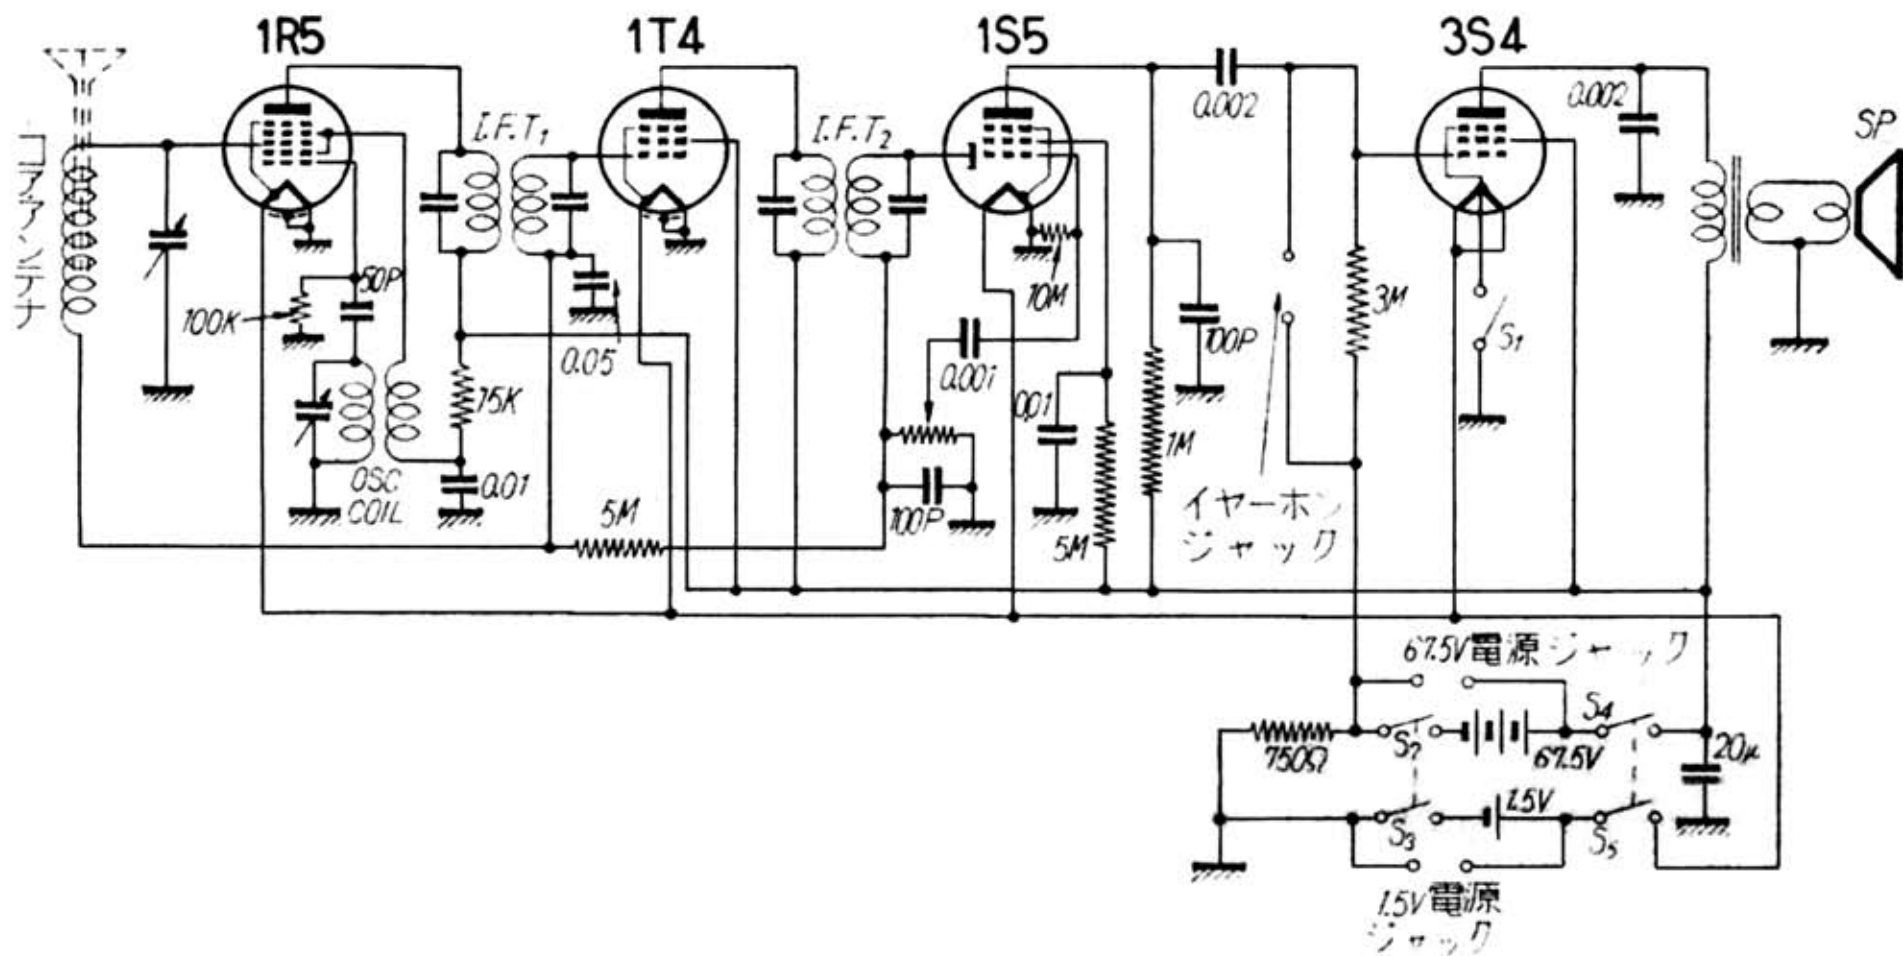 1R5
1T4
1S5
3S4
コアアンテナ
I.F.T1
I.F.T2
0.002
0.002
SP
50P
100K
0.05
15K
0.01
OSC
COIL
5M
10M
0.001
100P
0.01
5M
1M
100P
イヤーホン
ジャック
3M
S1
67.5V電源ジャック
750Ω
S2
67.5V
S4
20μ
S3
1.5V
S5
1.5V電源
ジャック